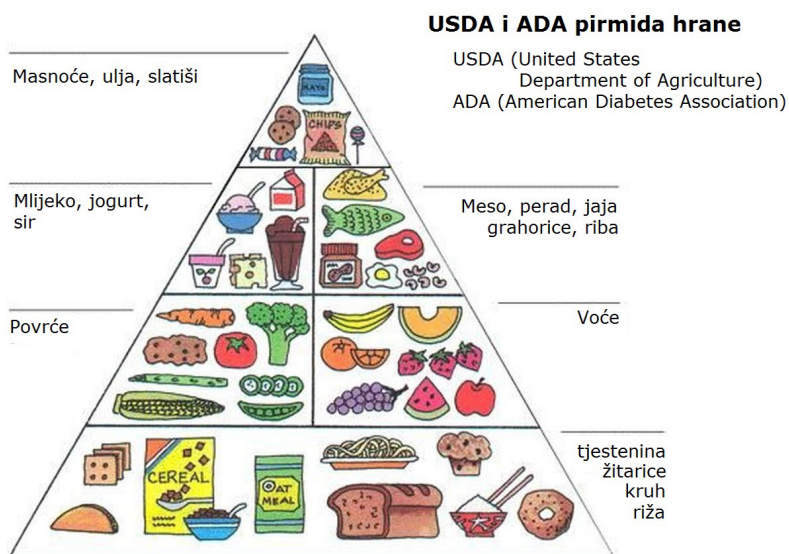 USDA i ADA pirmida hrane
USDA (United States
Department of Agriculture)
ADA (American Diabetes Association)
Masnoće, ulja, slatiši
MAYO
CHIPS
Mlijeko, jogurt,
sir
Meso, perad, jaja
grahorice, riba
Povrće
Voće
tjestenina
žitarice
kruh
riža
CEREAL
OAT
MEAL